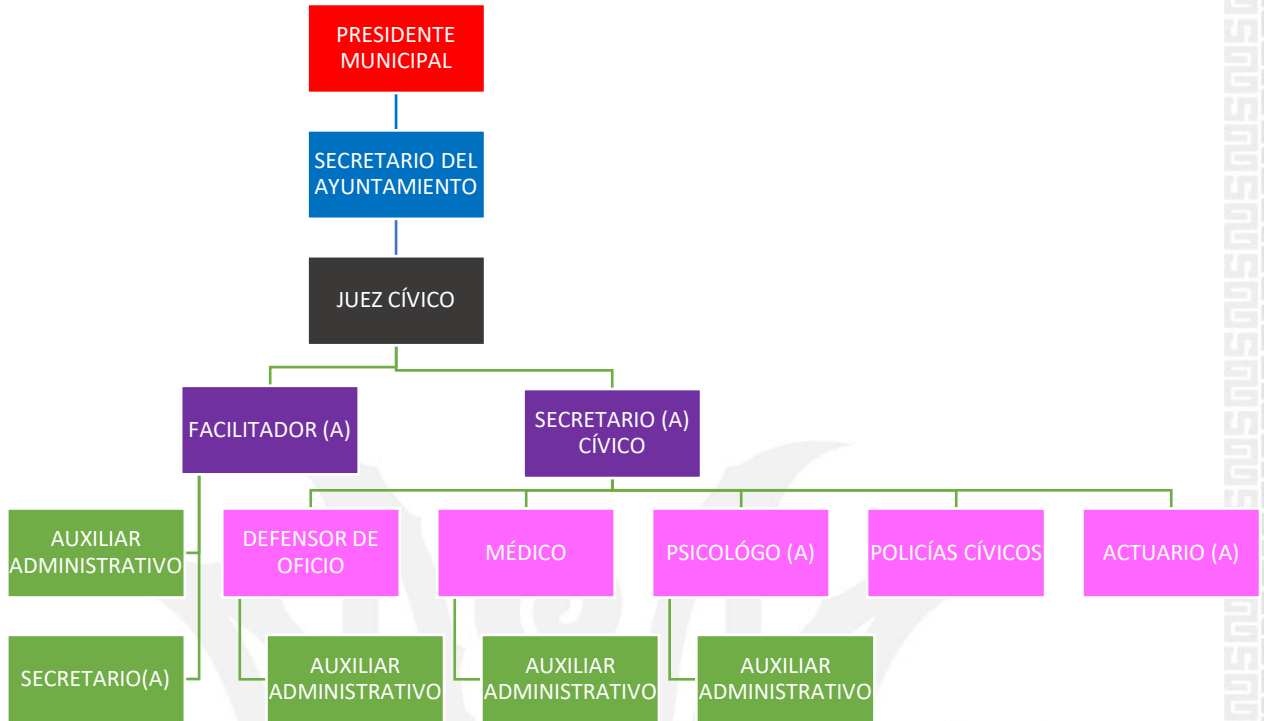 PRESIDENTE
MUNICIPAL
SECRETARIO DEL
AYUNTAMIENTO
JUEZ CÍVICO
FACILITADOR (A)
SECRETARIO (A)
CÍVICO
AUXILIAR
ADMINISTRATIVO
DEFENSOR DE
OFICIO
MÉDICO
PSICOLÓGO (A)
POLICÍAS CÍVICOS
ACTUARIO (A)
SECRETARIO(A)
AUXILIAR
ADMINISTRATIVO
AUXILIAR
ADMINISTRATIVO
AUXILIAR
ADMINISTRATIVO